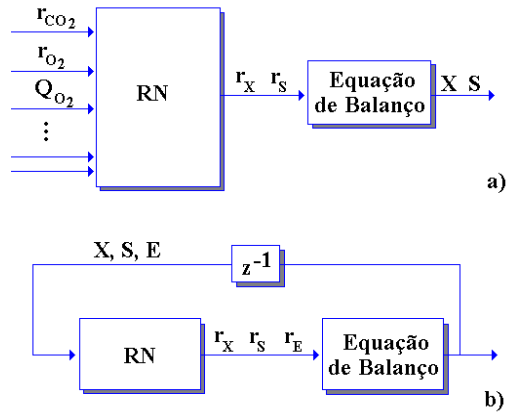 r_CO₂
r_O₂
Q_O₂
⋮
RN
r_X r_S
Equação
de Balanço
X S
a)
X, S, E
z⁻¹
RN
r_X r_S r_E
Equação
de Balanço
b)